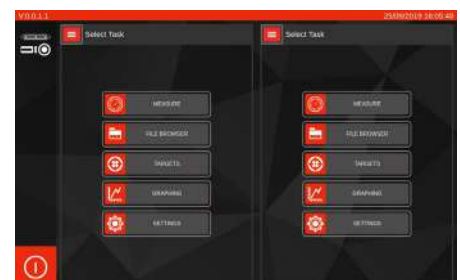 V:0.0.1.1
25/09/2019 16:05:40
Select Task
MEASURE
FILE BROWSER
TARGETS
GRAPHING
SETTINGS
Select Task
MEASURE
FILE BROWSER
TARGETS
GRAPHING
SETTINGS